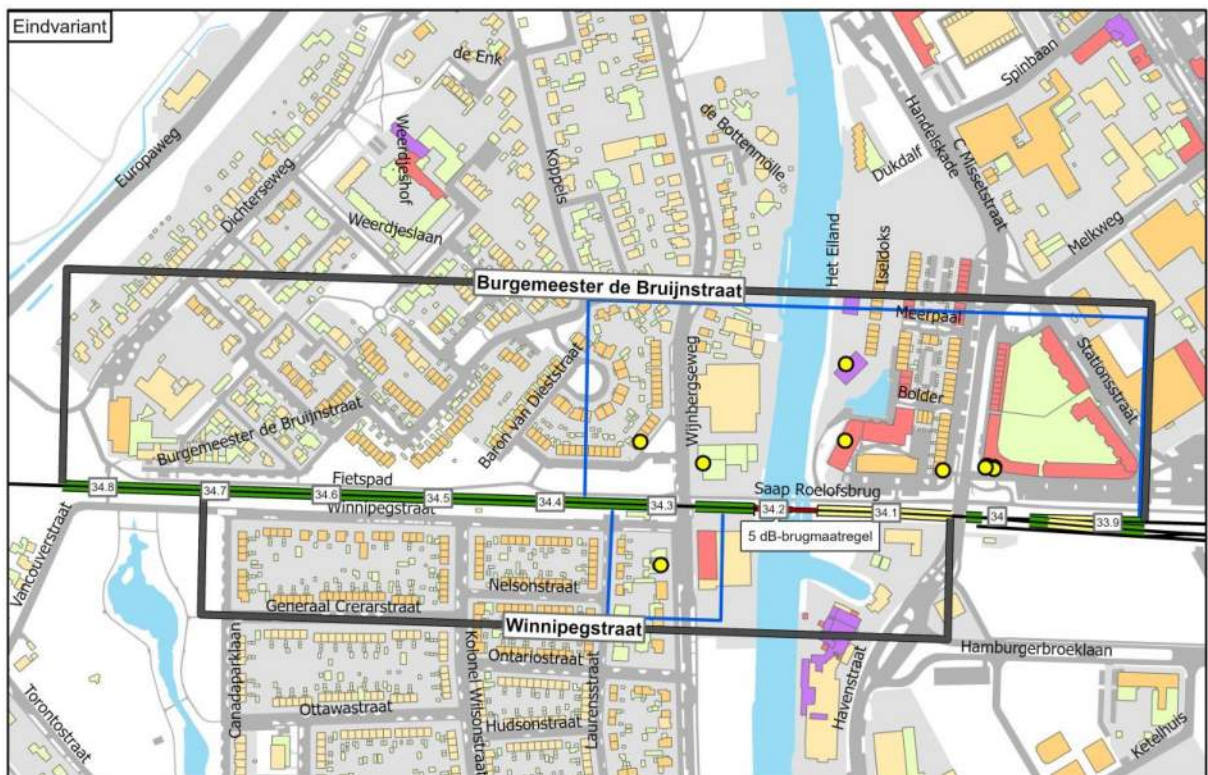 Eindvariant
de Enk
Spinbaan
Europaweg
Weerdjeshof
Dichterseweg
Koppels
de Bottermölle
Dukdalf
Handelskade
C Missetstraat
Weerdjeslaan
Melkweg
Het Eiland
Iseldoks
Burgemeester de Bruijnstraat
Meerpaal
Stationsstraat
Baron van Dieststraat
Wijnbergseweg
Bolder
Burgemeester de Bruijnstraat
Fietspad
Saap Roelofsbrug
34.8
34.7
34.6
34.5
34.4
34.3
34.2
34.1
34
33.9
Winnipegstraat
5 dB-brugmaatregel
Vancouverstraat
Nelsonstraat
Generaal Crerarstraat
Winnipegstraat
Canadaparklaan
Kolonel Wilsonstraat
Ontariostraat
Laurensstraat
Hamburgerbroeklaan
Havenstraat
Ottawastraat
Hudsonstraat
Torontostraat
Ketelhuis